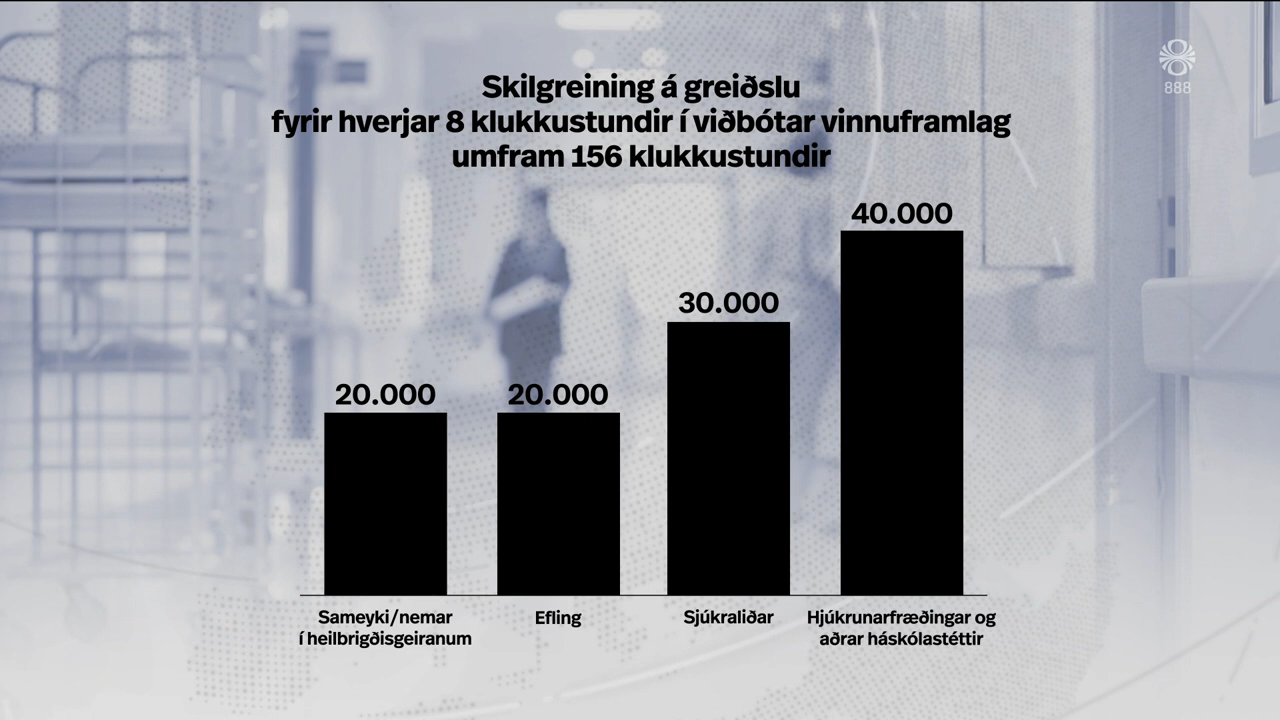 Skilgreining á greiðslu
fyrir hverjar 8 klukkustundir í viðbótar vinnuframlag
umfram 156 klukkustundir
888
40.000
30.000
20.000
20.000
Sameyki/nemar
í heilbrigðisgeiranum
Efling
Sjúkraliðar
Hjúkrunarfræðingar og
aðrar háskólastéttir